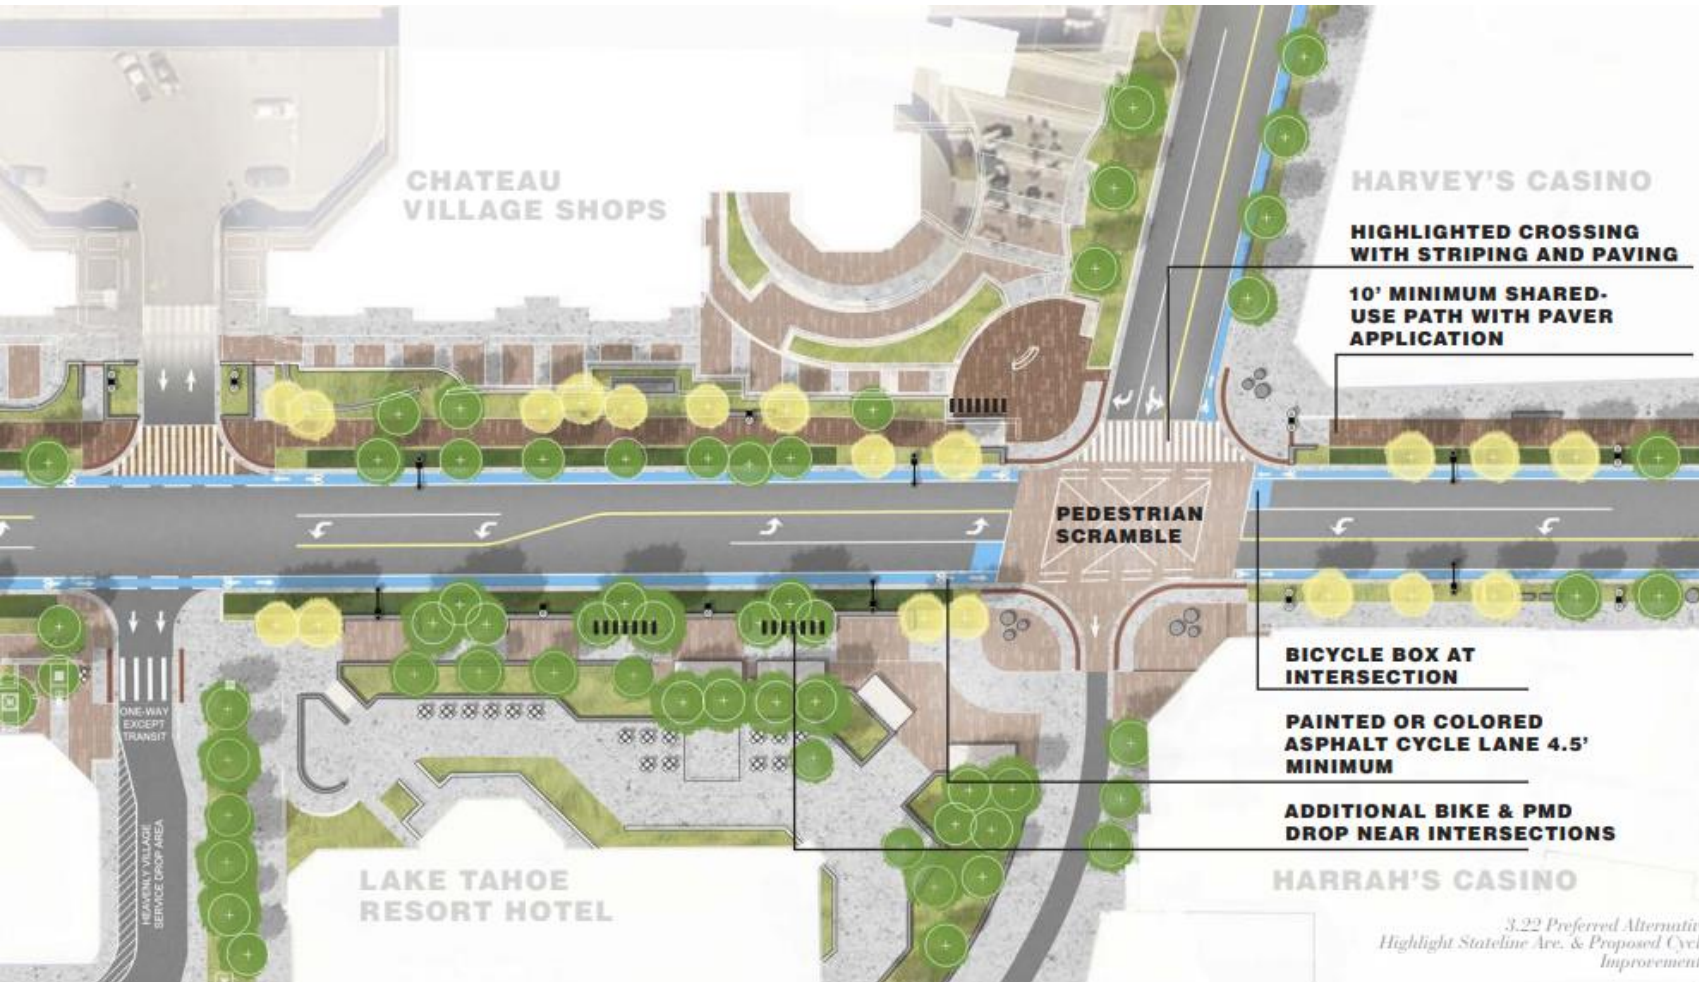 CHATEAU
VILLAGE SHOPS
HARVEY'S CASINO
HIGHLIGHTED CROSSING
WITH STRIPING AND PAVING
10' MINIMUM SHARED-
USE PATH WITH PAVER
APPLICATION
PEDESTRIAN
SCRAMBLE
BICYCLE BOX AT
INTERSECTION
PAINTED OR COLORED
ASPHALT CYCLE LANE 4.5'
MINIMUM
ADDITIONAL BIKE & PMD
DROP NEAR INTERSECTIONS
ONE-WAY
EXCEPT
TRANSIT
HEAVENLY VILLAGE
SERVICE DROP AREA
LAKE TAHOE
RESORT HOTEL
HARRAH'S CASINO
3.22 Preferred Alternativ
Highlight Stateline Ave. & Proposed Cycl
Improvement